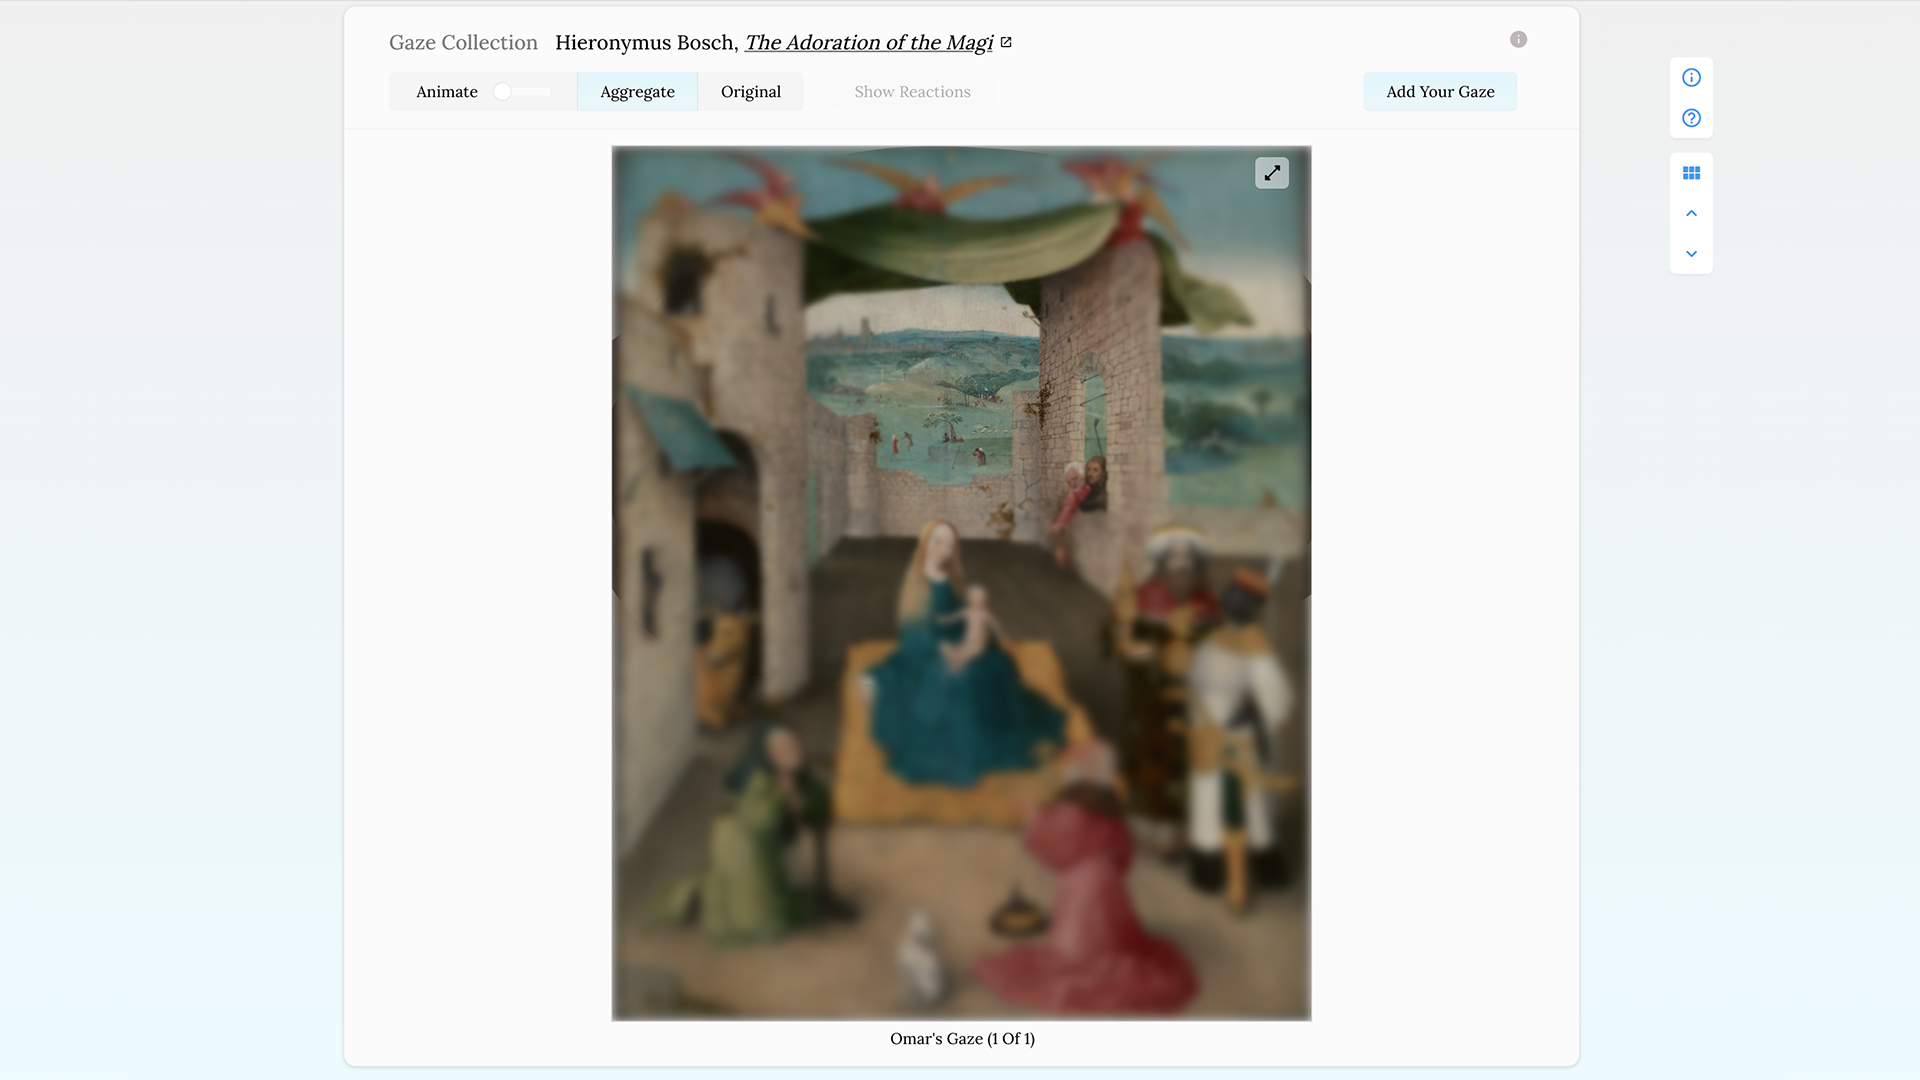 Gaze Collection Hieronymus Bosch, The Adoration of the Magi
Animate Aggregate Original Show Reactions Add Your Gaze
Omar's Gaze (1 Of 1)